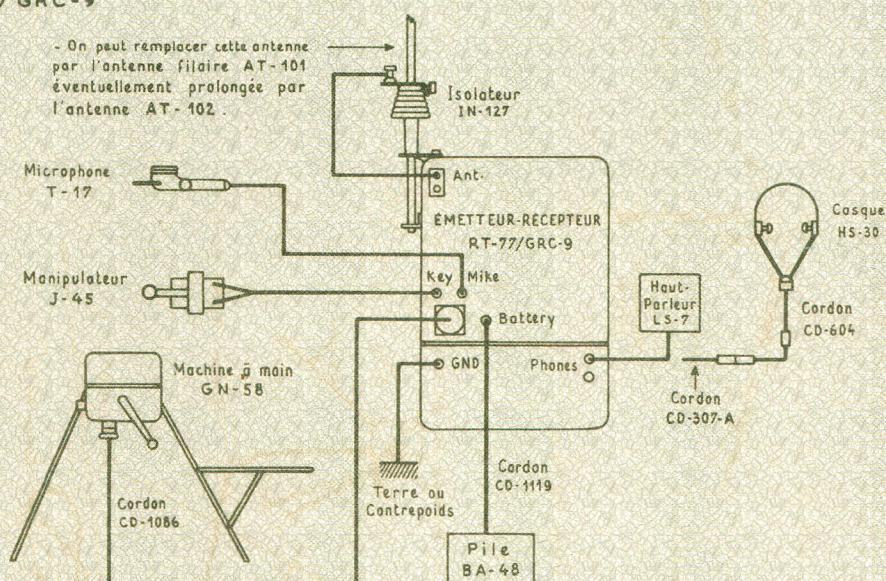 GRC-9
- On peut remplacer cette antenne
par l'antenne filaire AT-101
éventuellement prolongée par
l'antenne AT-102.
Isolateur
IN-127
Microphone
T-17
Ant.
ÉMETTEUR-RÉCEPTEUR
RT-77/GRC-9
Casque
HS-30
Manipulateur
J-45
Key Mike
Haut-
Parleur
LS-7
Battery
Cordon
CD-604
Machine à main
GN-58
GND
Phones
Cordon
CD-307-A
Cordon
CD-1086
Terre ou
Contrepoids
Cordon
CD-1119
Pile
BA-48